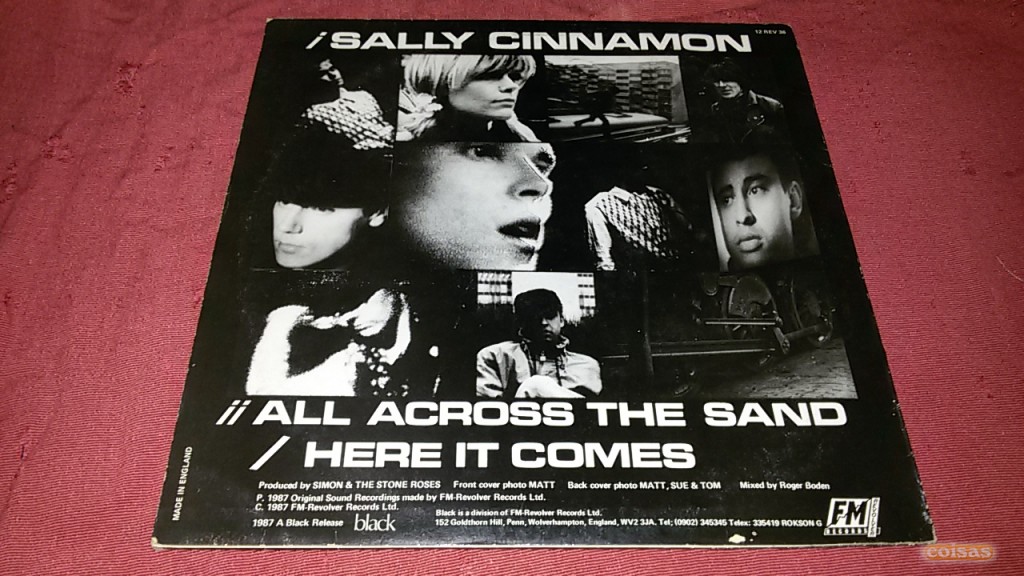 i SALLY CINNAMON
12 REV 36
ii ALL ACROSS THE SAND
/ HERE IT COMES
MADE IN ENGLAND
Produced by SIMON & THE STONE ROSES Front cover photo MATT Back cover photo MATT, SUE & TOM Mixed by Roger Boden
P. 1987 Original Sound Recordings made by FM-Revolver Records Ltd.
C. 1987 FM-Revolver Records Ltd.
1987 A Black Release black
Black is a division of FM-Revolver Records Ltd.
152 Goldthorn Hill, Penn, Wolverhampton, England, WV2 3JA. Tel; (0902) 345345 Telex: 335419 ROKSON G
FM
RECORDS
coisas